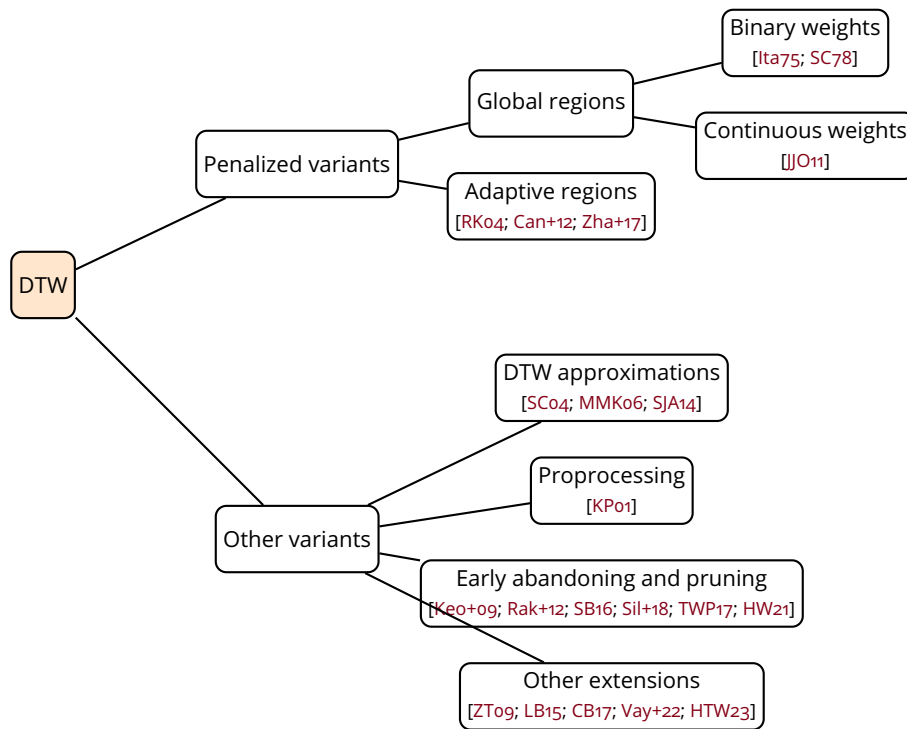 Binary weights
[Ita75; SC78]
Global regions
Continuous weights
[JJO11]
Penalized variants
Adaptive regions
[RK04; Can+12; Zha+17]
DTW
DTW approximations
[SC04; MMK06; SJA14]
Proprocessing
[KP01]
Other variants
Early abandoning and pruning
[Keo+09; Rak+12; SB16; Sil+18; TWP17; HW21]
Other extensions
[ZT09; LB15; CB17; Vay+22; HTW23]